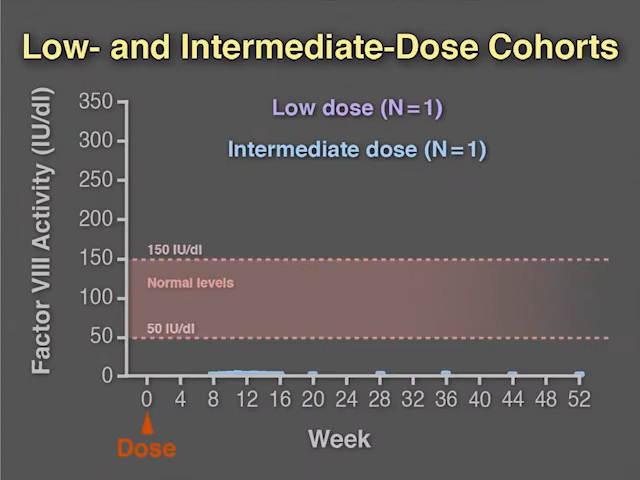 Low- and Intermediate-Dose Cohorts
Factor VIII Activity (IU/dl)
350
300
250
200
150
100
50
0
Low dose (N=1)
Intermediate dose (N=1)
150 IU/dl
Normal levels
50 IU/dl
0 4 8 12 16 20 24 28 32 36 40 44 48 52
Dose
Week